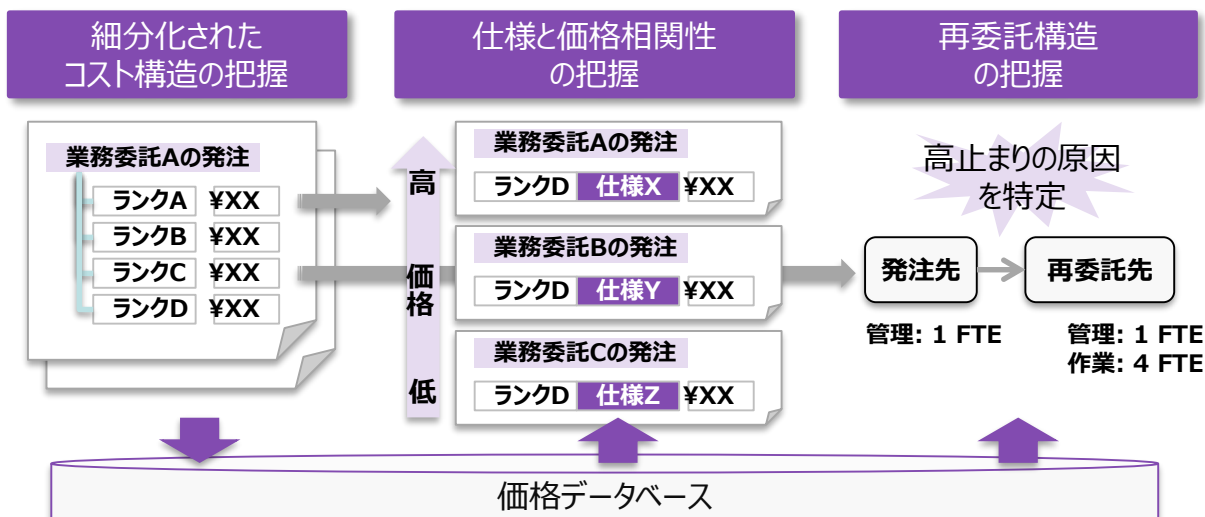 細分化された
コスト構造の把握
仕様と価格相関性
の把握
再委託構造
の把握
業務委託Aの発注
ランクA ¥XX
ランクB ¥XX
ランクC ¥XX
ランクD ¥XX
高
価
格
低
業務委託Aの発注
ランクD 仕様X ¥XX
業務委託Bの発注
ランクD 仕様Y ¥XX
業務委託Cの発注
ランクD 仕様Z ¥XX
高止まりの原因
を特定
発注先 再委託先
管理: 1 FTE 管理: 1 FTE
作業: 4 FTE
価格データベース